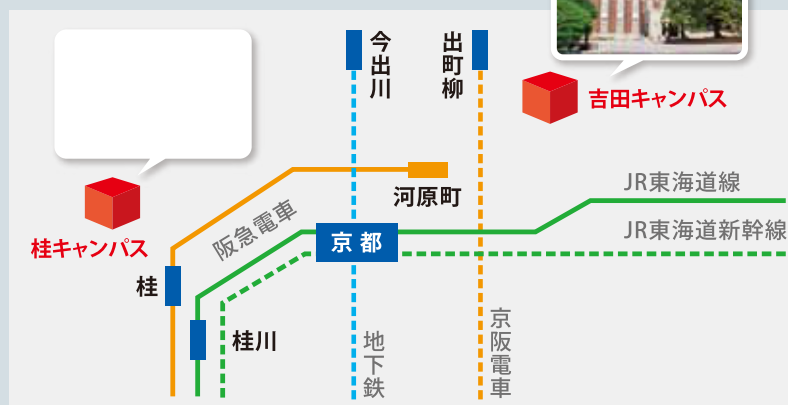 今出川
出町柳
吉田キャンパス
JR東海道線
河原町
阪急電車
JR東海道新幹線
京都
桂キャンパス
桂
桂川
地下鉄
京阪電車